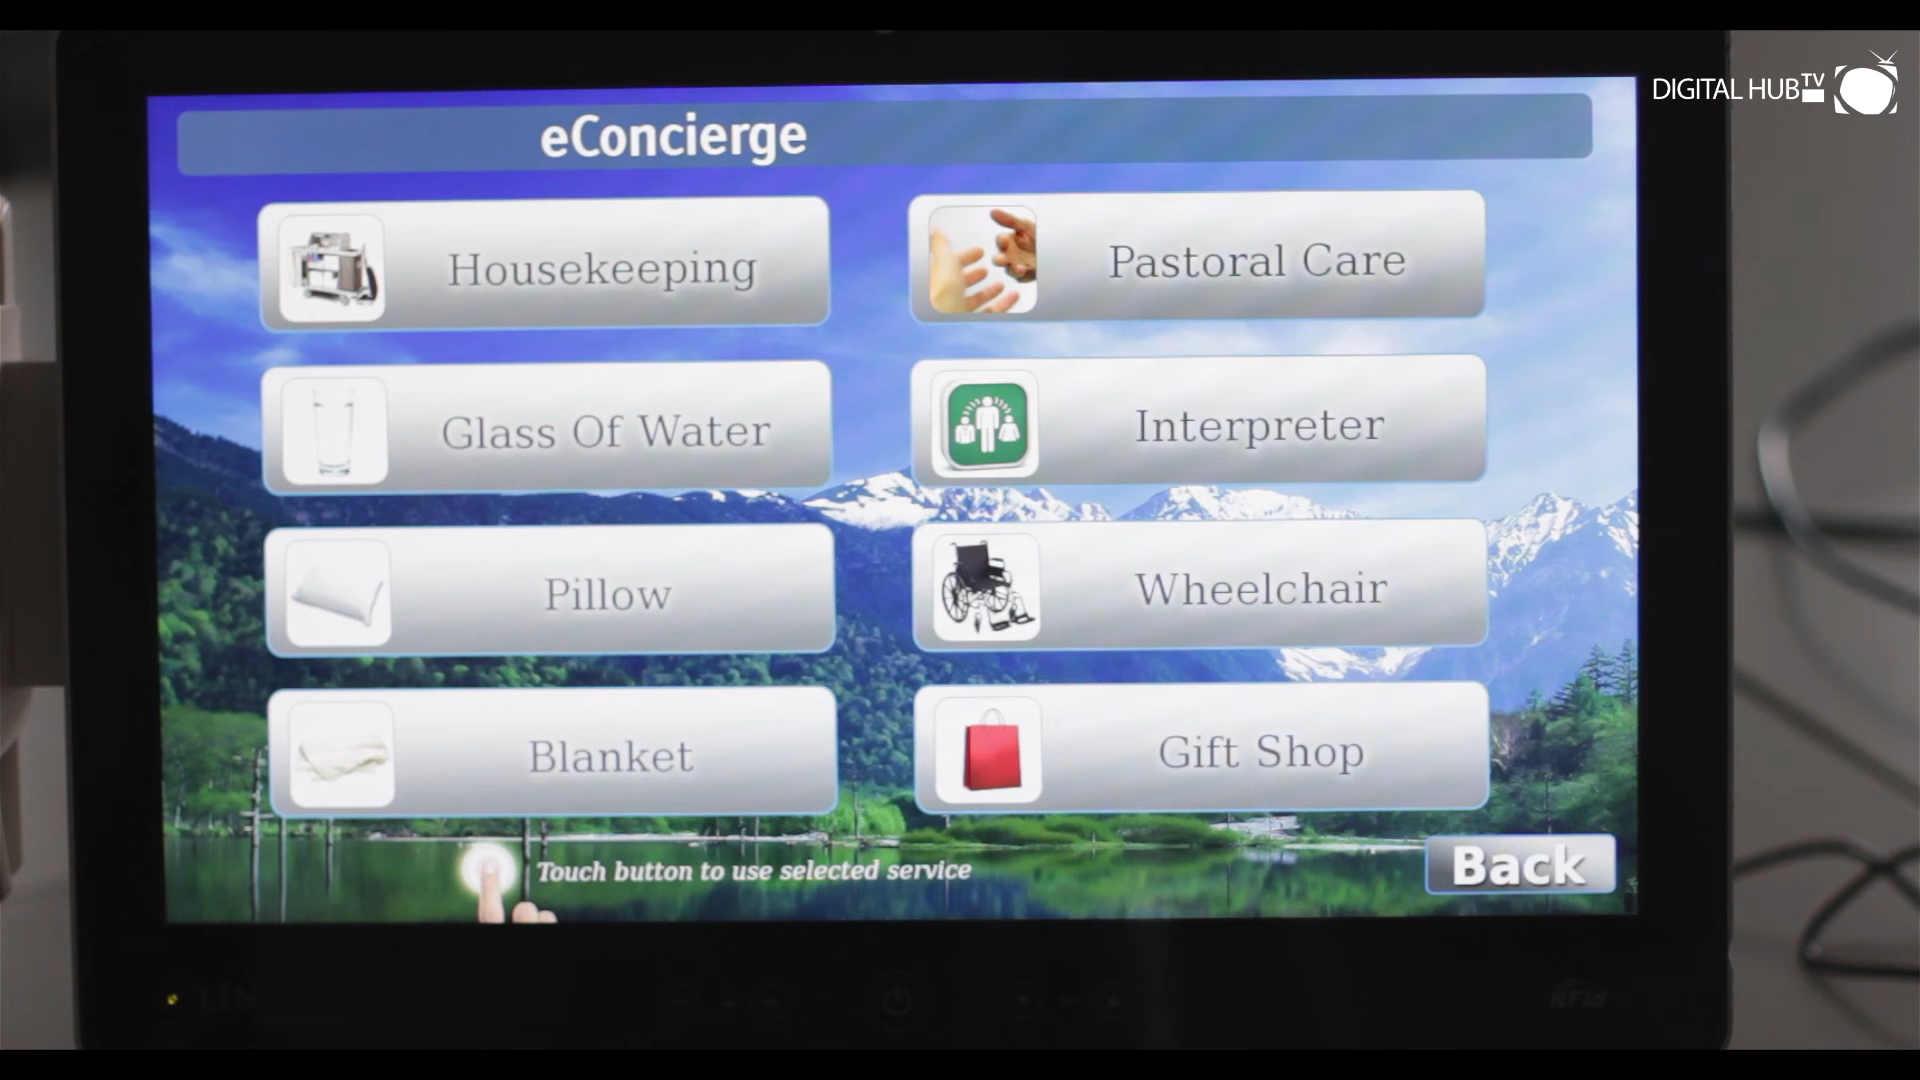 DIGITAL HUB TV
eConcierge
Housekeeping
Pastoral Care
Glass Of Water
Interpreter
Pillow
Wheelchair
Blanket
Gift Shop
Touch button to use selected service
Back
RFid